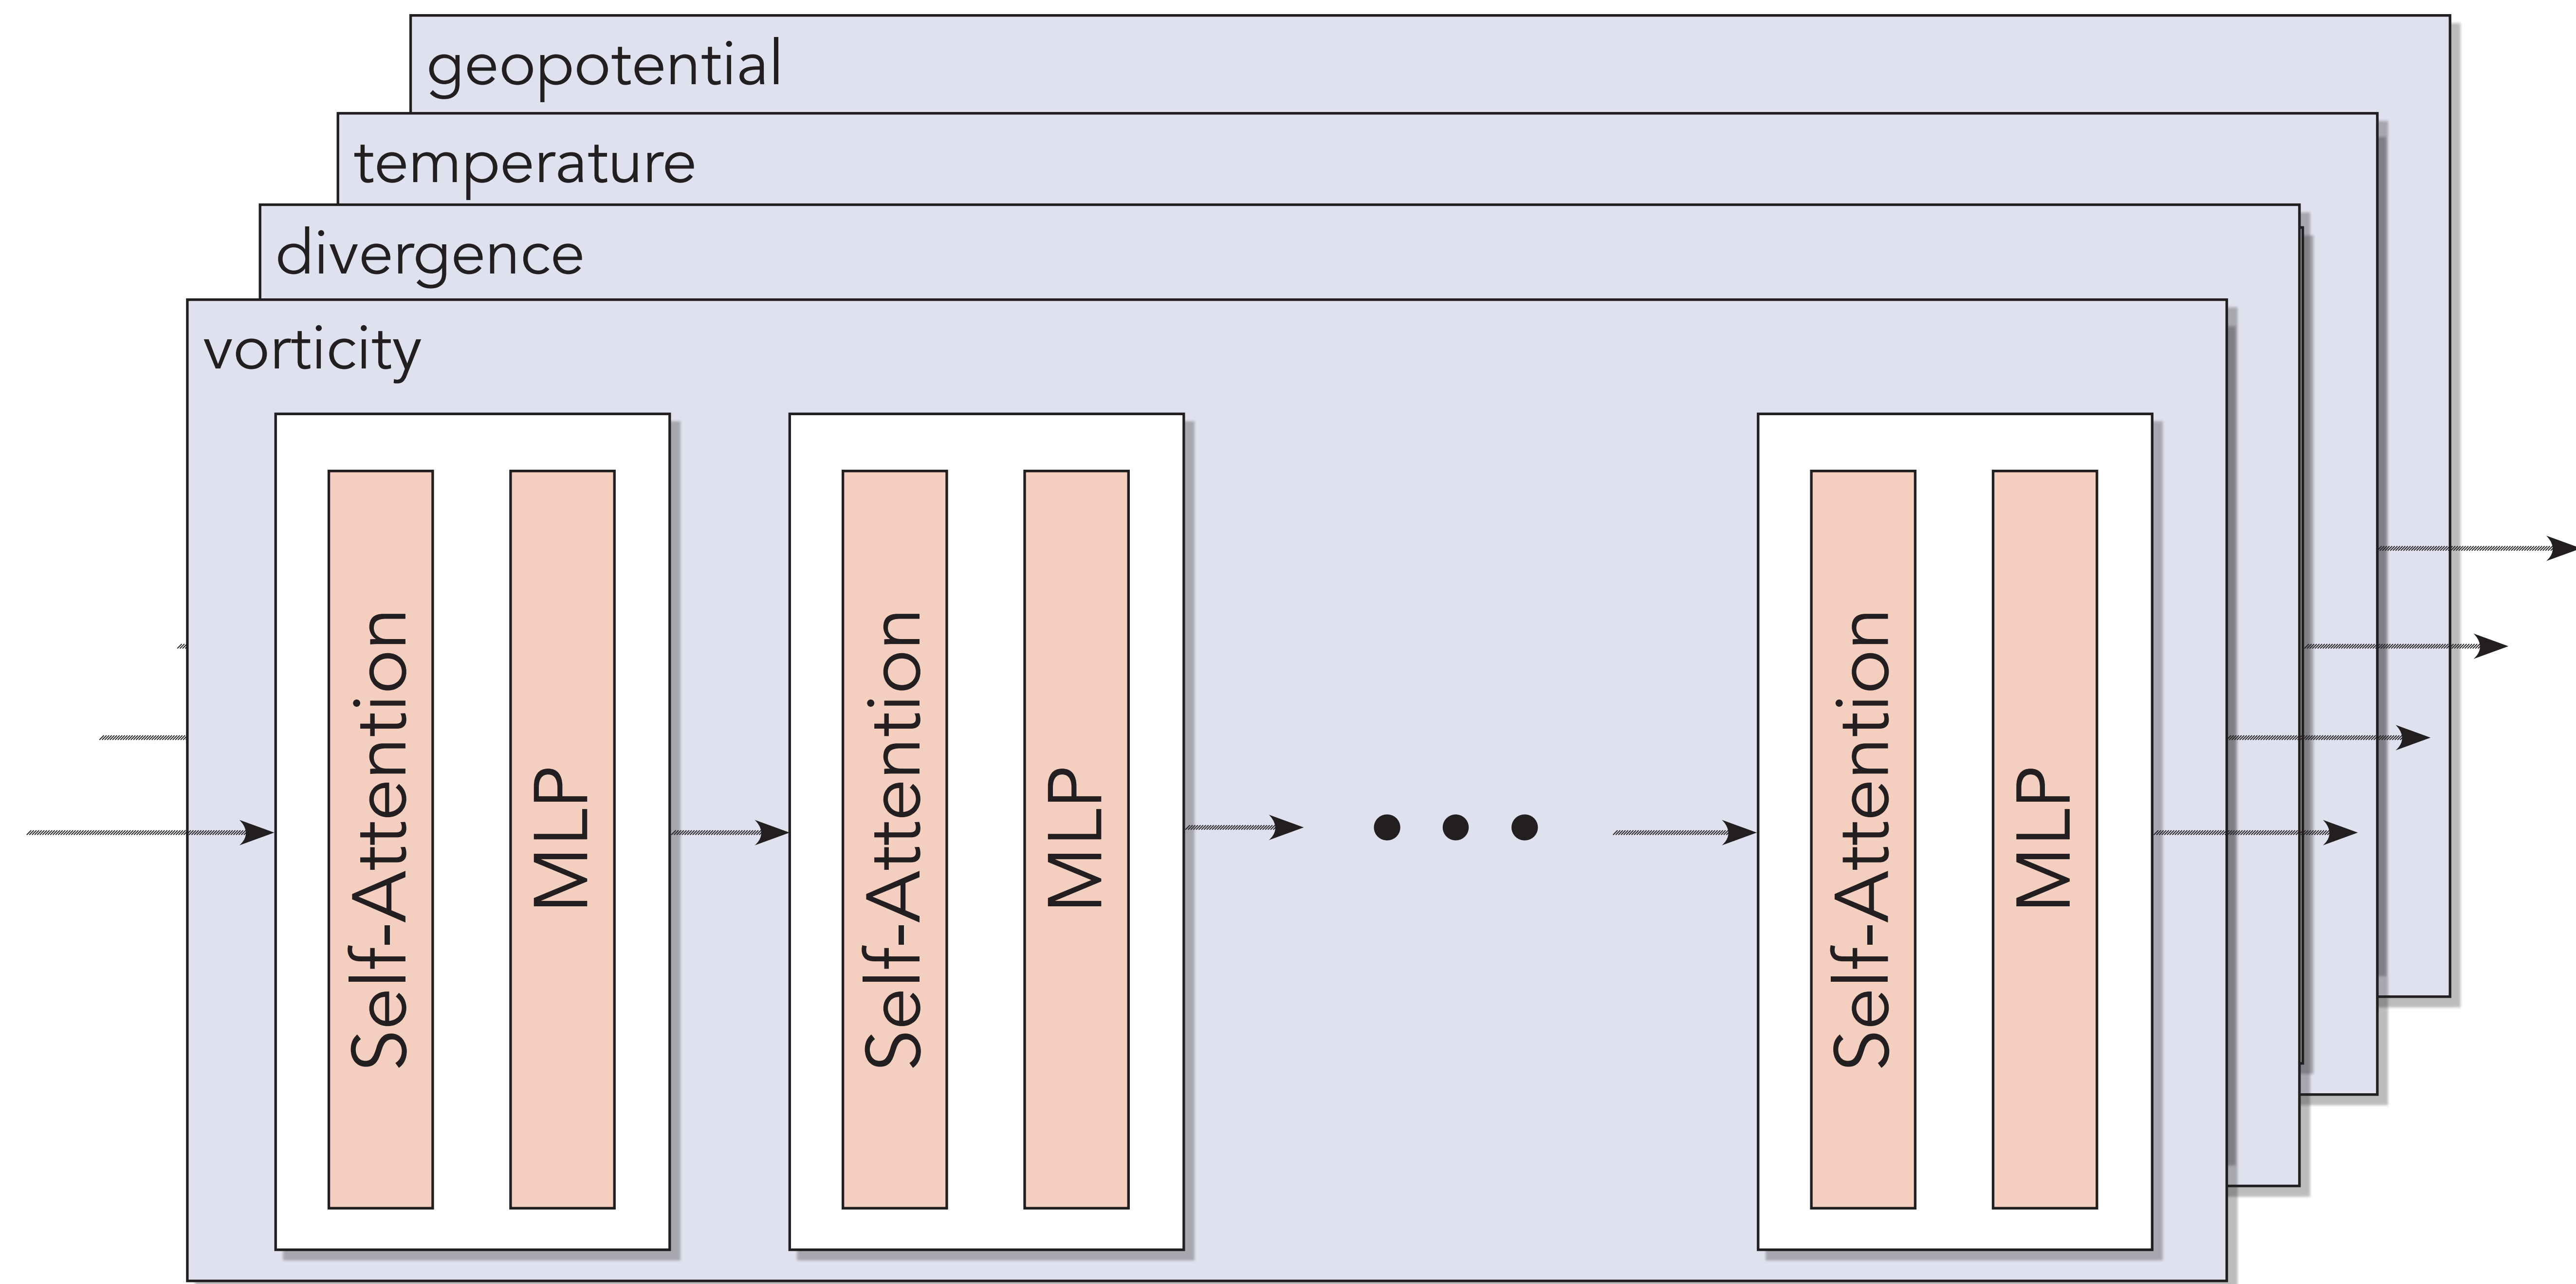 geopotential
temperature
divergence
vorticity
Self-Attention
MLP
Self-Attention
MLP
Self-Attention
MLP